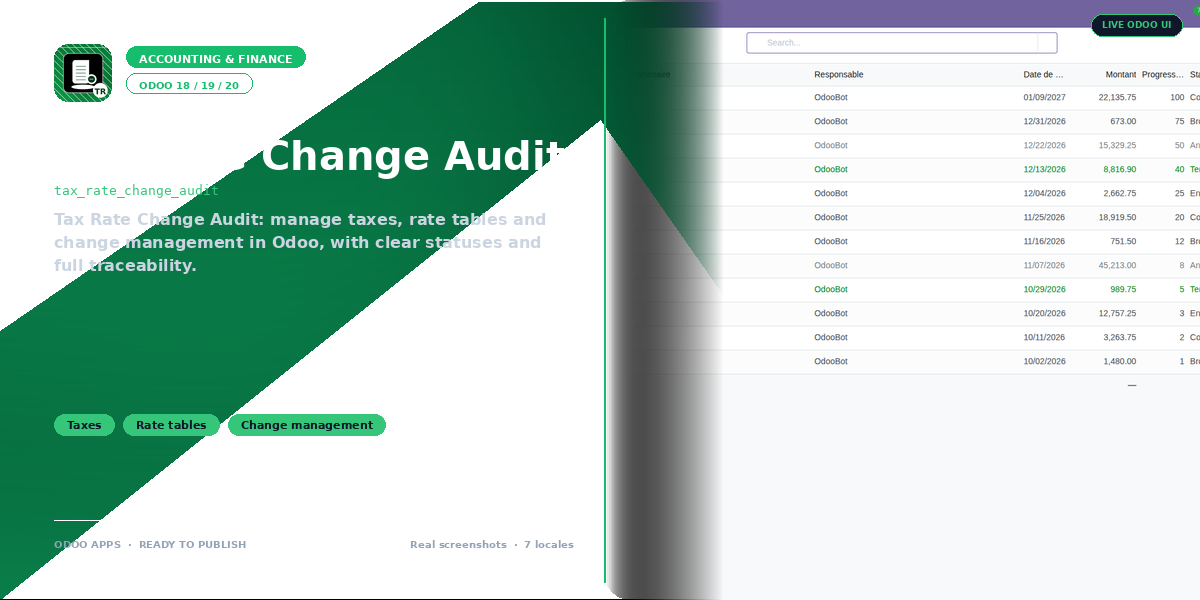 ACCOUNTING & FINANCE
ODOO 18 / 19 / 20
TR
Change Audit
tax_rate_change_audit
Tax Rate Change Audit: manage taxes, rate tables and
change management in Odoo, with clear statuses and
full traceability.
Taxes
Rate tables
Change management
ODOO APPS · READY TO PUBLISH
Real screenshots · 7 locales
LIVE ODOO UI
Search...
Responsable Date de ... Montant Progress...
OdooBot 01/09/2027 22,135.75 100
OdooBot 12/31/2026 673.00 75
OdooBot 12/22/2026 15,329.25 50
OdooBot 12/13/2026 8,816.90 40
OdooBot 12/04/2026 2,662.75 25
OdooBot 11/25/2026 18,919.50 20
OdooBot 11/16/2026 751.50 12
OdooBot 11/07/2026 45,213.00 8
OdooBot 10/29/2026 989.75 5
OdooBot 10/20/2026 12,757.25 3
OdooBot 10/11/2026 3,263.75 2
OdooBot 10/02/2026 1,480.00 1
—